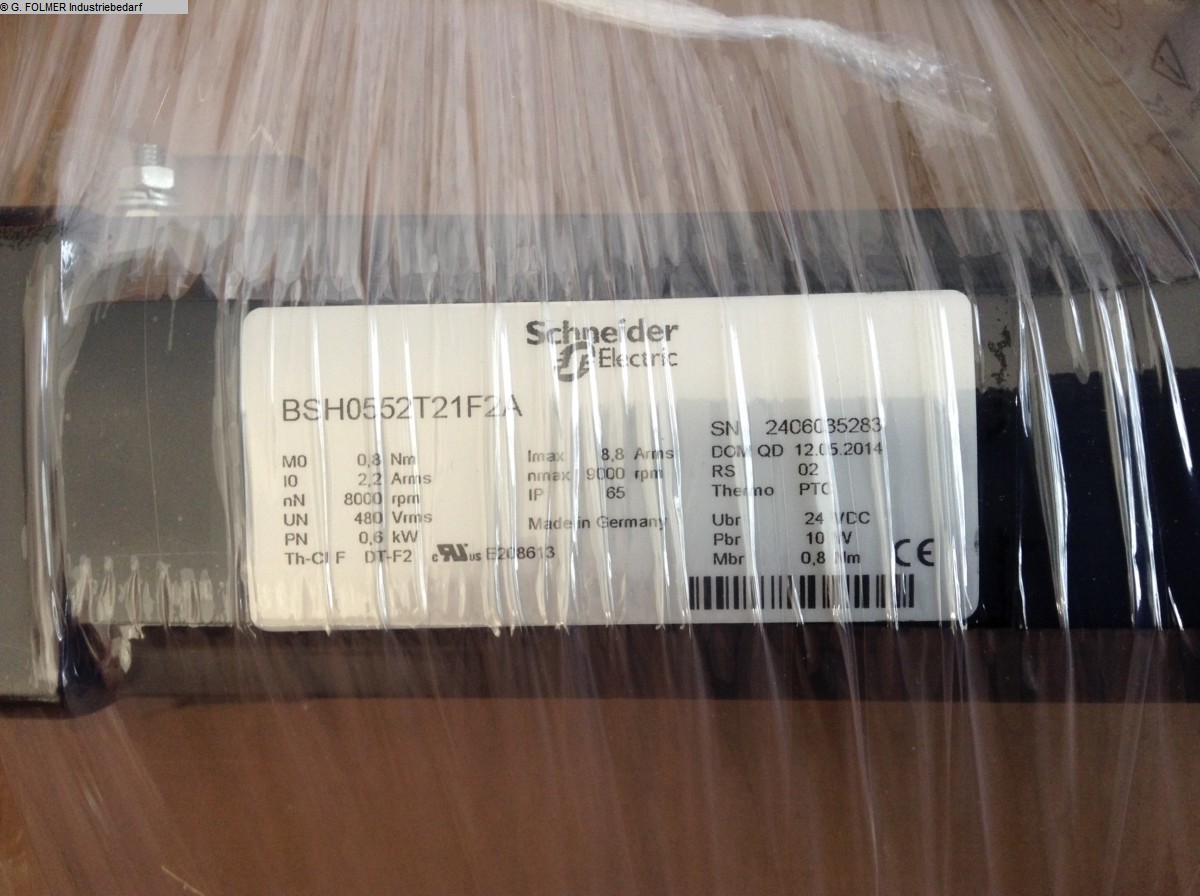 ® G. FOLMER Industriebedarf
Schneider
Electric
BSH0552T21F2A
M0 0,8 Nm
I0 2,2 Arms
nN 8000 rpm
UN 480 Vrms
PN 0,6 kW
Th-Cl F DT-F2 c RU us E208613
Imax 8,8 Arms
nmax 9000 rpm
IP 65
Made in Germany
SN 2406035283
DOM QD 12.05.2014
RS 02
Thermo PTC
Ubr 24 VDC
Pbr 10 W
Mbr 0,8 Nm
CE